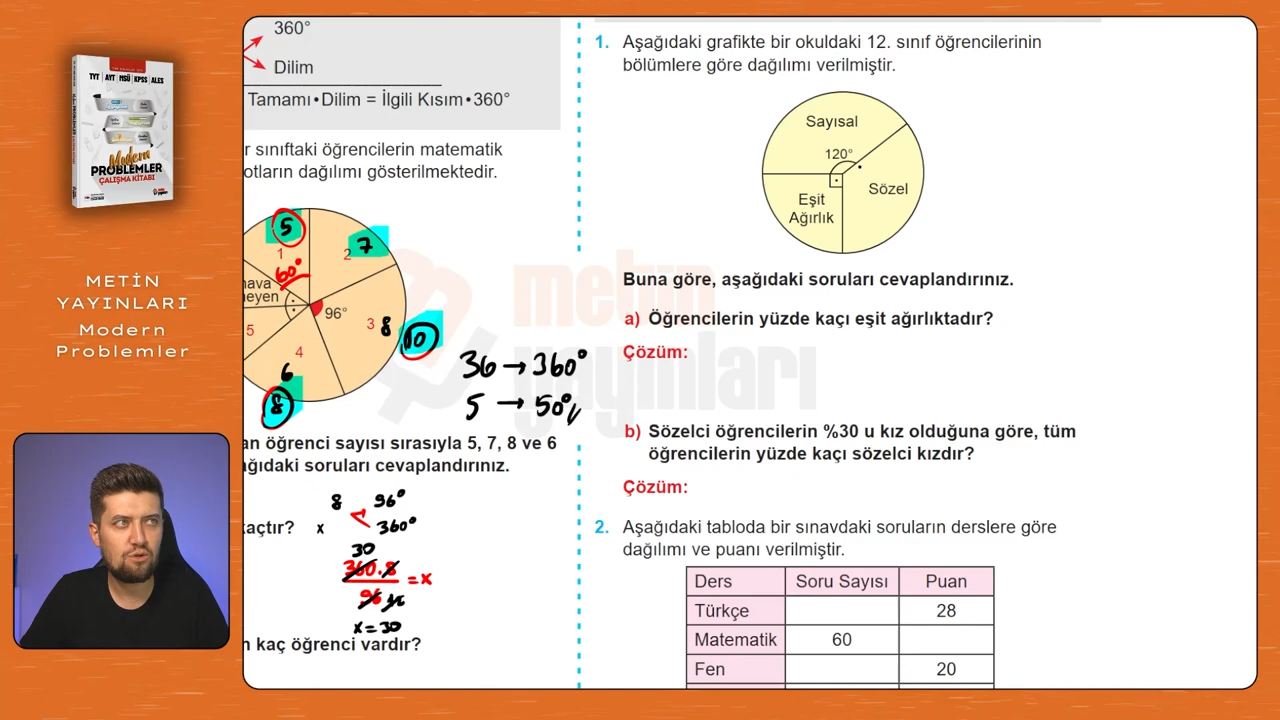 TYT AYT MSÜ KPSS ALES
Modern
PROBLEMLER
ÇALIŞMA KİTABI
METİN
YAYINLARI
Modern
Problemler
360°
Dilim
Tamamı•Dilim = İlgili Kısım•360°
r sınıftaki öğrencilerin matematik
otların dağılımı gösterilmektedir.
5
1
60°
2
7
96°
3
8
10
4
6
8
5
36 → 360°
5 → 50°
an öğrenci sayısı sırasıyla 5, 7, 8 ve 6
ağıdaki soruları cevaplandırınız.
8 96°
kaçtır? x 360°
30
360.8 = x
96
x = 30
n kaç öğrenci vardır?
metin
yayınları
1. Aşağıdaki grafikte bir okuldaki 12. sınıf öğrencilerinin
bölümlere göre dağılımı verilmiştir.
Sayısal
120°
Sözel
Eşit
Ağırlık
Buna göre, aşağıdaki soruları cevaplandırınız.
a) Öğrencilerin yüzde kaçı eşit ağırlıktadır?
Çözüm:
b) Sözelci öğrencilerin %30 u kız olduğuna göre, tüm
öğrencilerin yüzde kaçı sözelci kızdır?
Çözüm:
2. Aşağıdaki tabloda bir sınavdaki soruların derslere göre
dağılımı ve puanı verilmiştir.
Ders Soru Sayısı Puan
Türkçe 28
Matematik 60
Fen 20